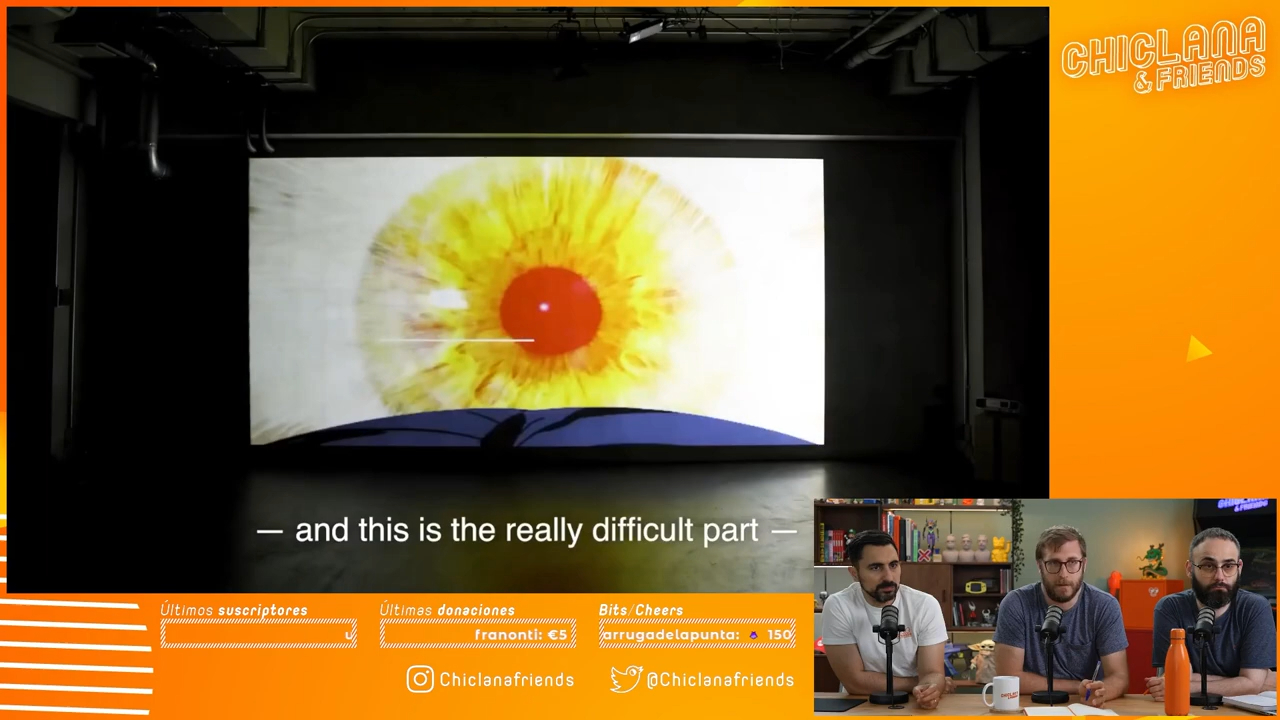 CHICLANA
& FRIENDS
— and this is the really difficult part —
Últimos suscriptores
Últimas donaciones
Bits/Cheers
franonti: €5
arrugadelapunta: 150
Chiclanafriends
@Chiclanafriends